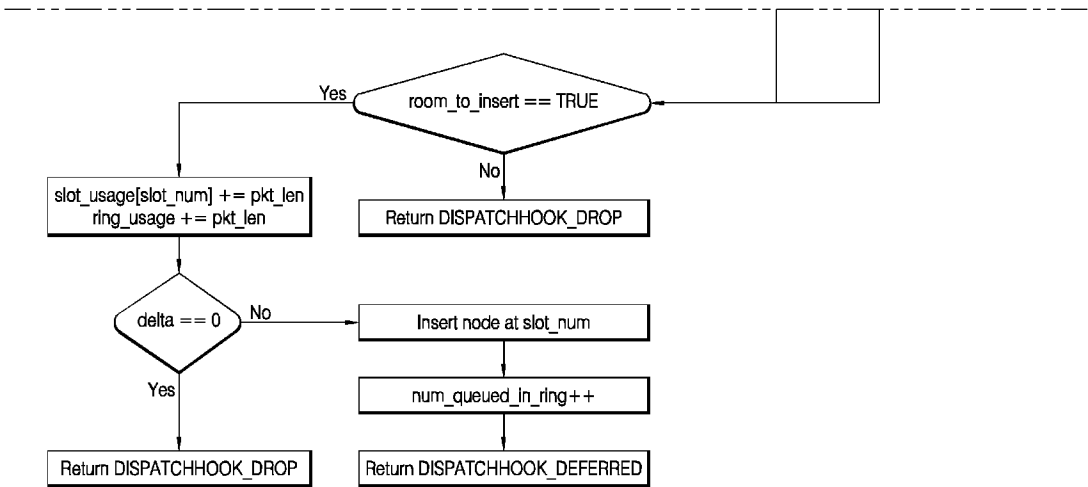 room_to_insert == TRUE
Yes
No
slot_usage[slot_num] += pkt_len
ring_usage += pkt_len
Return DISPATCHHOOK_DROP
delta == 0
No
Insert node at slot_num
Yes
num_queued_in_ring++
Return DISPATCHHOOK_DROP
Return DISPATCHHOOK_DEFERRED